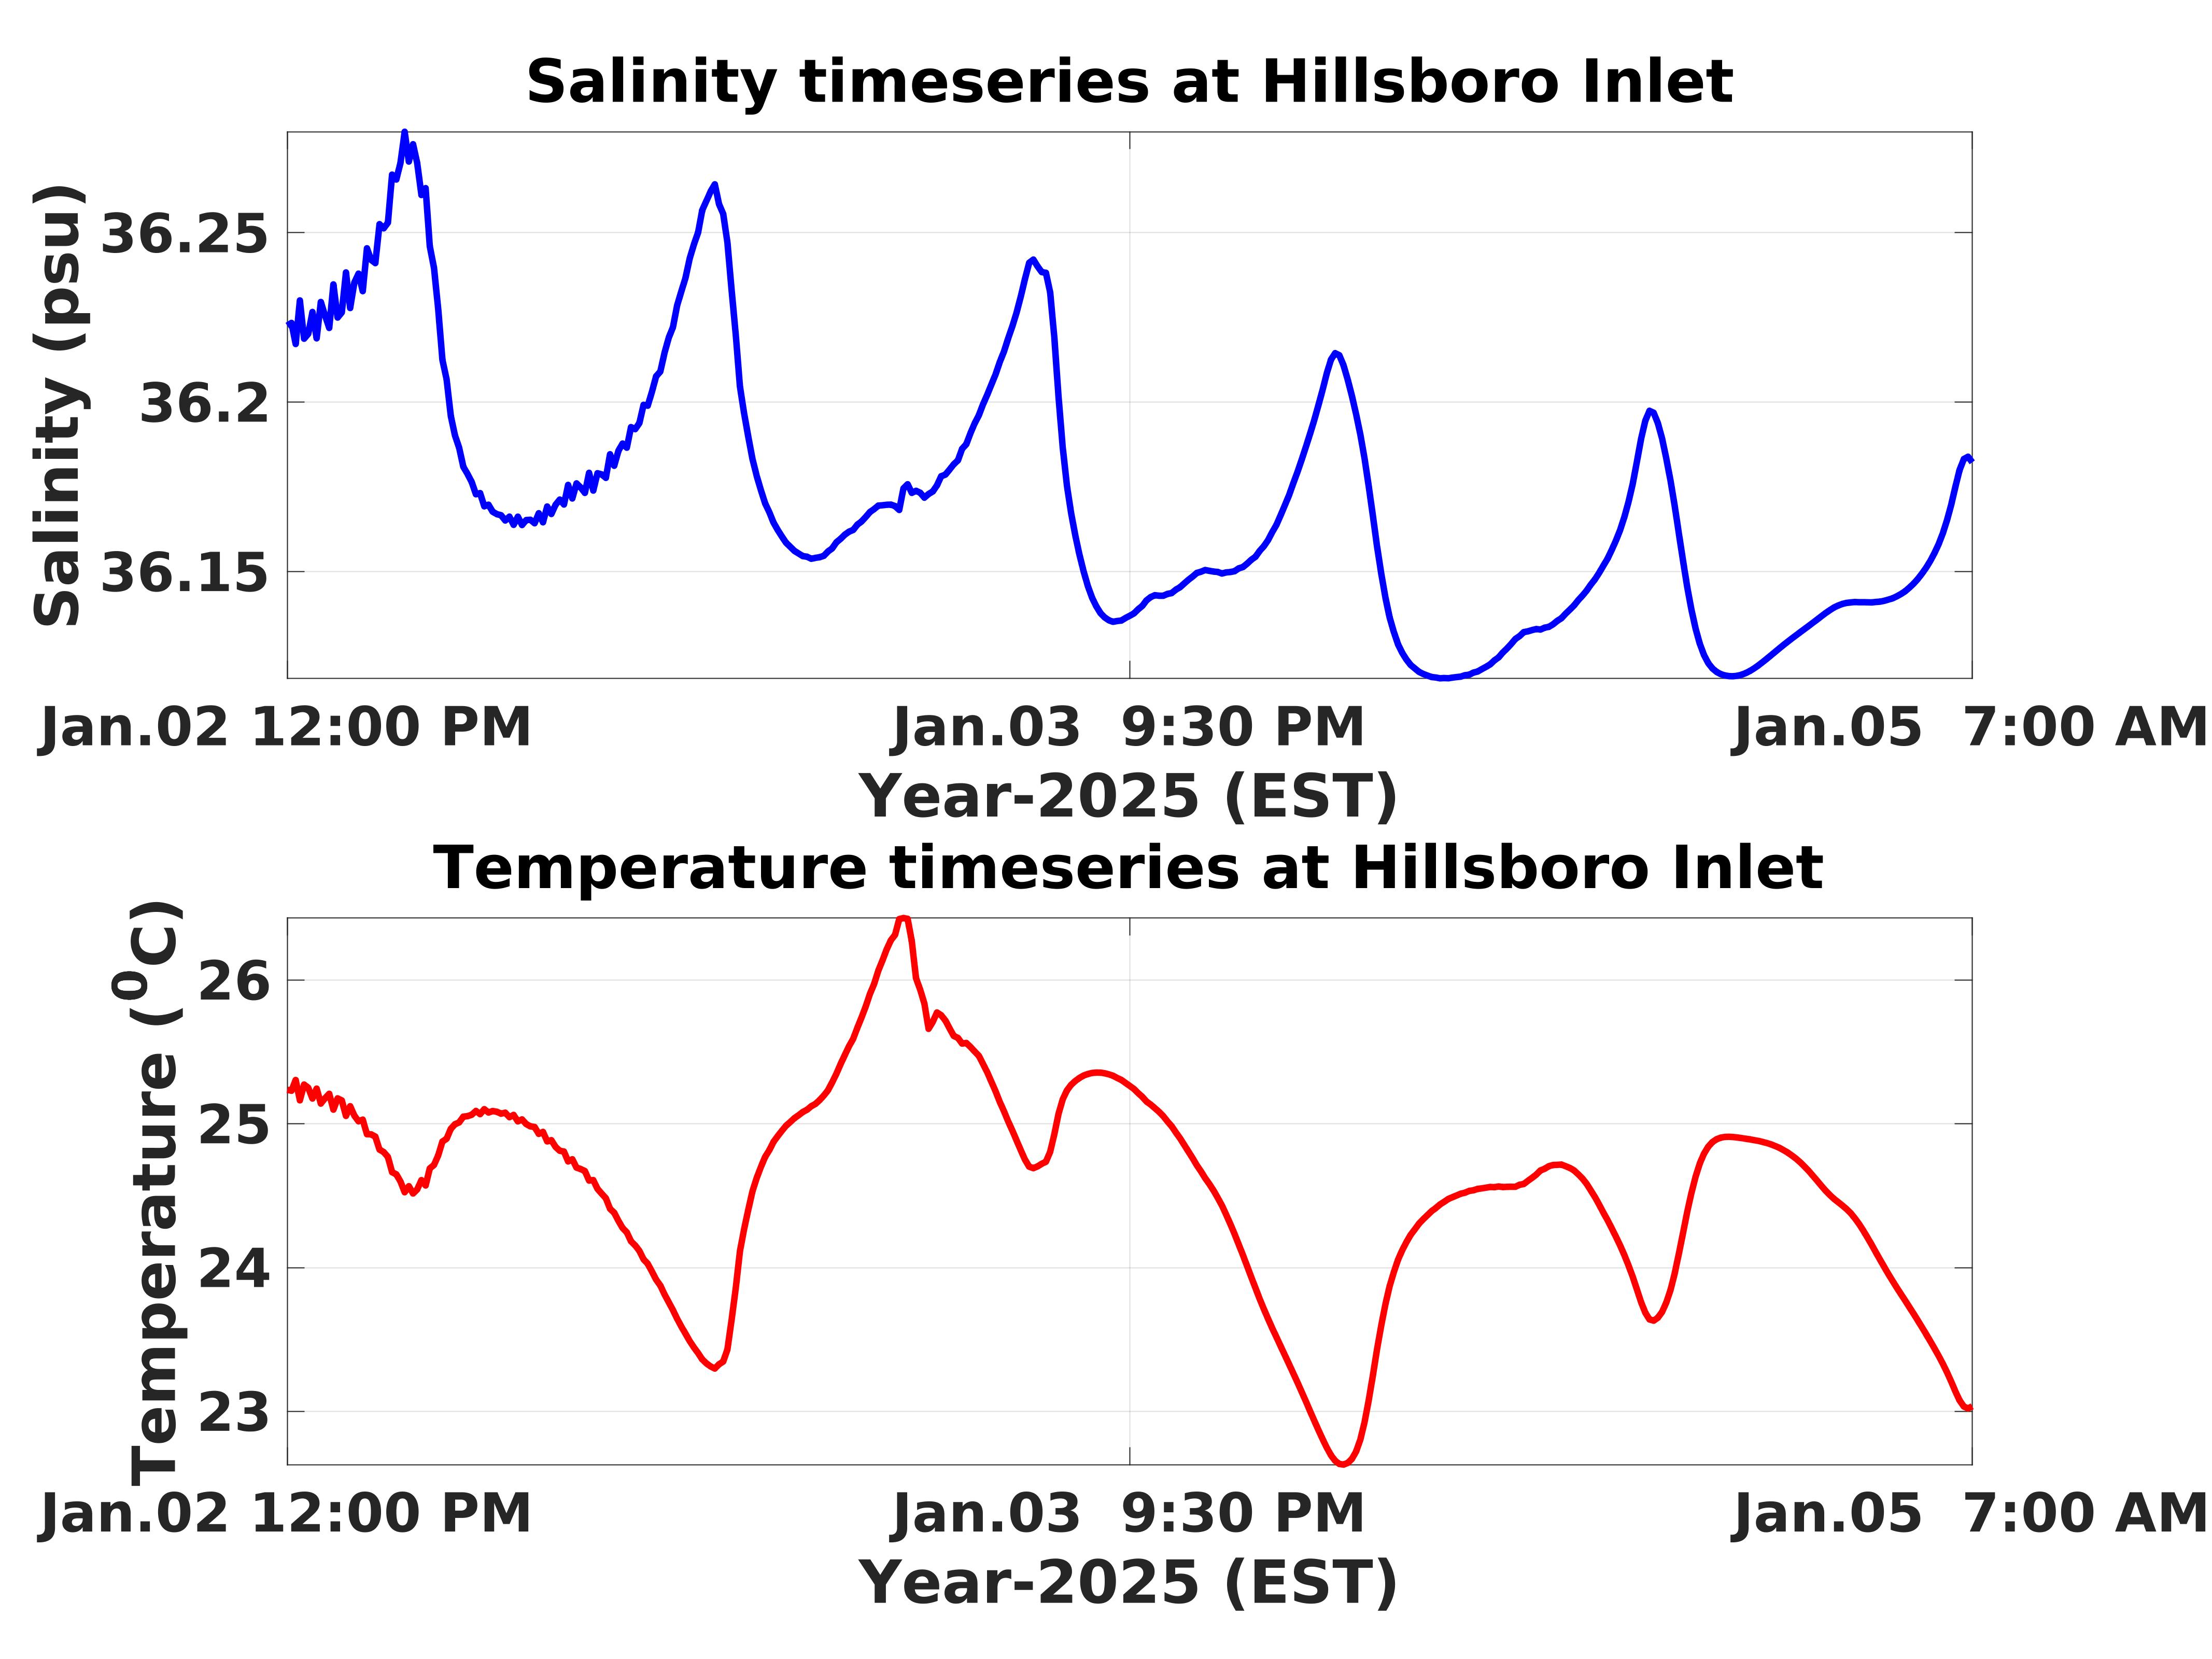 Salinity timeseries at Hillsboro Inlet
Salinity (psu)
36.25
36.2
36.15
Jan.02 12:00 PM
Jan.03  9:30 PM
Jan.05  7:00 AM
Year-2025 (EST)
Temperature timeseries at Hillsboro Inlet
Temperature (⁰C)
26
25
24
23
Jan.02 12:00 PM
Jan.03  9:30 PM
Jan.05  7:00 AM
Year-2025 (EST)